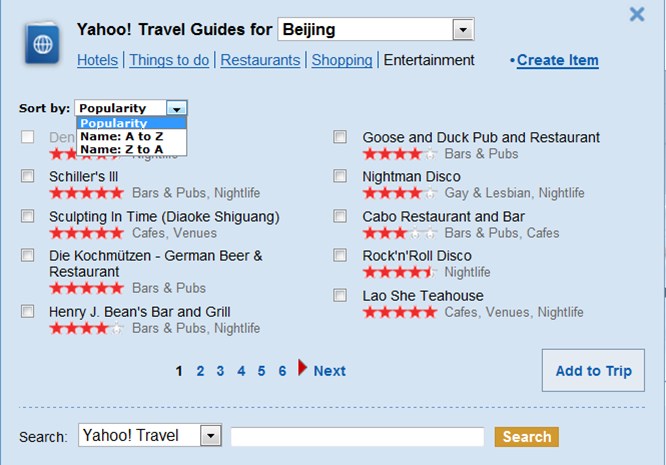 Yahoo! Travel Guides for Beijing
Hotels Things to do Restaurants Shopping Entertainment •Create Item
Sort by: Popularity
Popularity
Name: A to Z
Name: Z to A
Den
Nightlife
Schiller's III
Bars & Pubs, Nightlife
Sculpting In Time (Diaoke Shiguang)
Cafes, Venues
Die Kochmützen - German Beer &
Restaurant
Bars & Pubs
Henry J. Bean's Bar and Grill
Bars & Pubs, Nightlife
Goose and Duck Pub and Restaurant
Bars & Pubs
Nightman Disco
Gay & Lesbian, Nightlife
Cabo Restaurant and Bar
Bars & Pubs, Cafes
Rock'n'Roll Disco
Nightlife
Lao She Teahouse
Cafes, Venues, Nightlife
1 2 3 4 5 6 Next
Add to Trip
Search: Yahoo! Travel Search